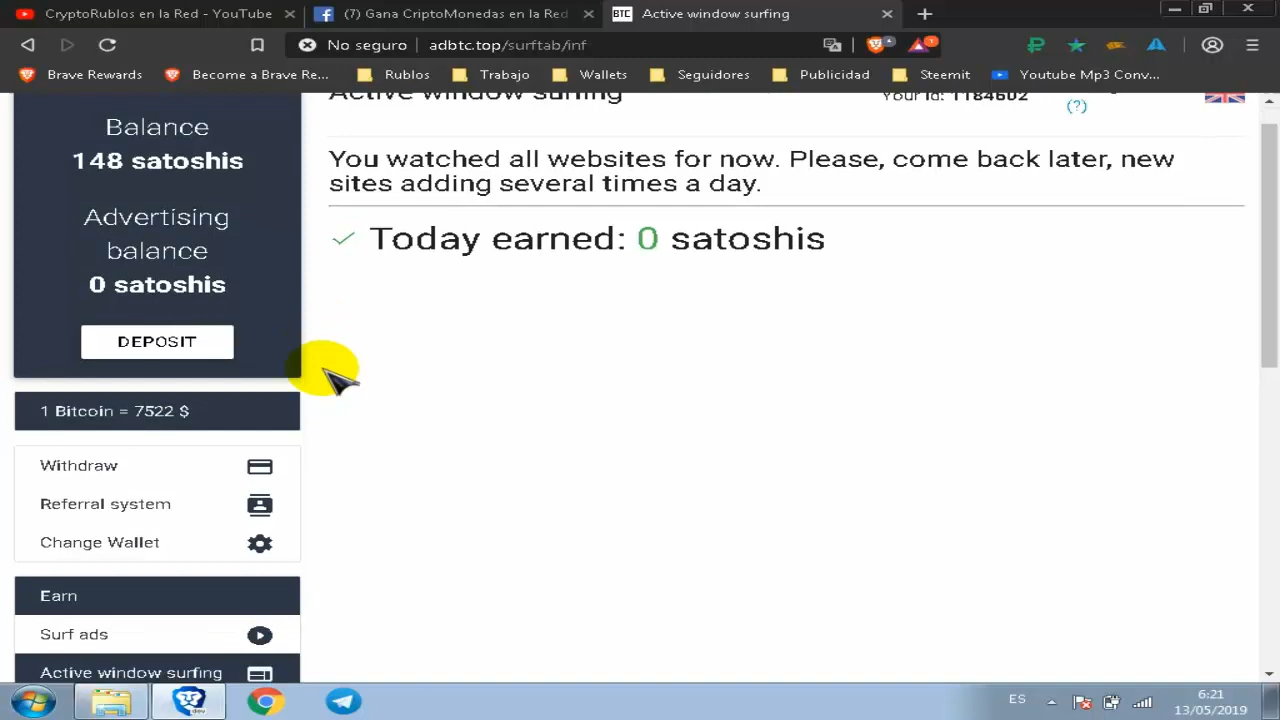 CryptoRublos en la Red - YouTube
(7) Gana CriptoMonedas en la Red
BTC
Active window surfing
No seguro
adbtc.top/surftab/inf
4
1
Brave Rewards
Become a Brave Re...
Rublos
Trabajo
Wallets
Seguidores
Publicidad
Steemit
Youtube Mp3 Conv...
Active window surfing
Your id: 1184602
(?)
Balance
148 satoshis
Advertising
balance
0 satoshis
DEPOSIT
1 Bitcoin = 7522 $
Withdraw
Referral system
Change Wallet
Earn
Surf ads
Active window surfing
You watched all websites for now. Please, come back later, new
sites adding several times a day.
Today earned: 0 satoshis
dev
ES
6:21
13/05/2019